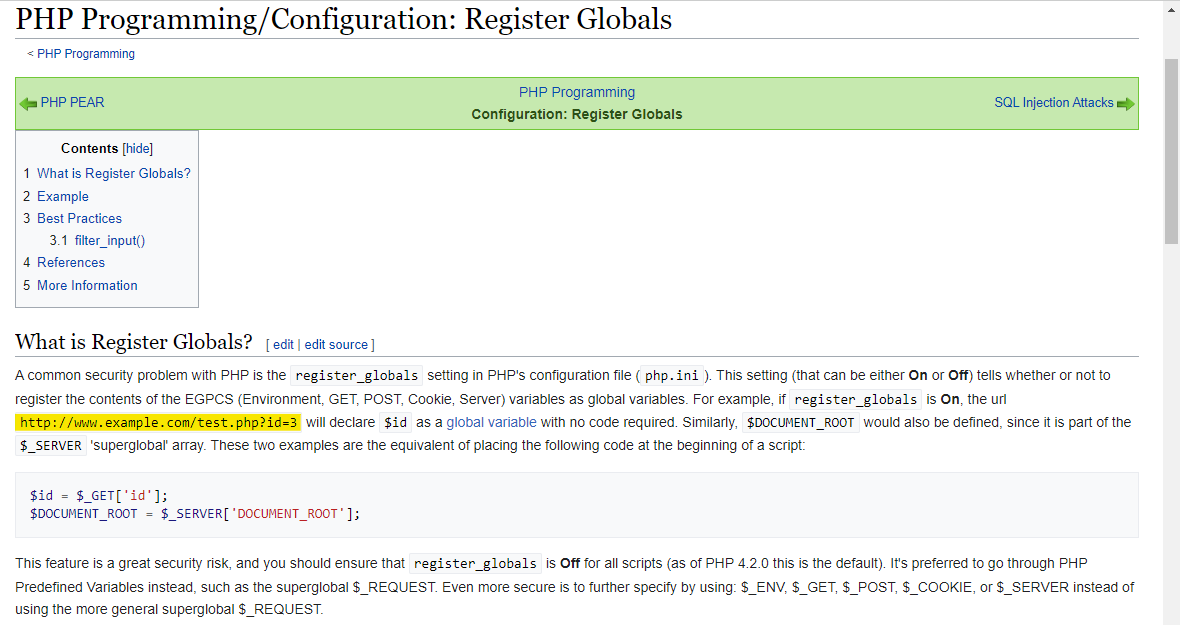 PHP Programming/Configuration: Register Globals
< PHP Programming
PHP PEAR
PHP Programming
Configuration: Register Globals
SQL Injection Attacks
Contents [hide]
1 What is Register Globals?
2 Example
3 Best Practices
3.1 filter_input()
4 References
5 More Information
What is Register Globals? [ edit | edit source ]
A common security problem with PHP is the register_globals setting in PHP's configuration file ( php.ini ). This setting (that can be either On or Off) tells whether or not to
register the contents of the EGPCS (Environment, GET, POST, Cookie, Server) variables as global variables. For example, if register_globals is On, the url
http://www.example.com/test.php?id=3 will declare $id as a global variable with no code required. Similarly, $DOCUMENT_ROOT would also be defined, since it is part of the
$_SERVER 'superglobal' array. These two examples are the equivalent of placing the following code at the beginning of a script:
$id = $_GET['id'];
$DOCUMENT_ROOT = $_SERVER['DOCUMENT_ROOT'];
This feature is a great security risk, and you should ensure that register_globals is Off for all scripts (as of PHP 4.2.0 this is the default). It's preferred to go through PHP
Predefined Variables instead, such as the superglobal $_REQUEST. Even more secure is to further specify by using: $_ENV, $_GET, $_POST, $_COOKIE, or $_SERVER instead of
using the more general superglobal $_REQUEST.